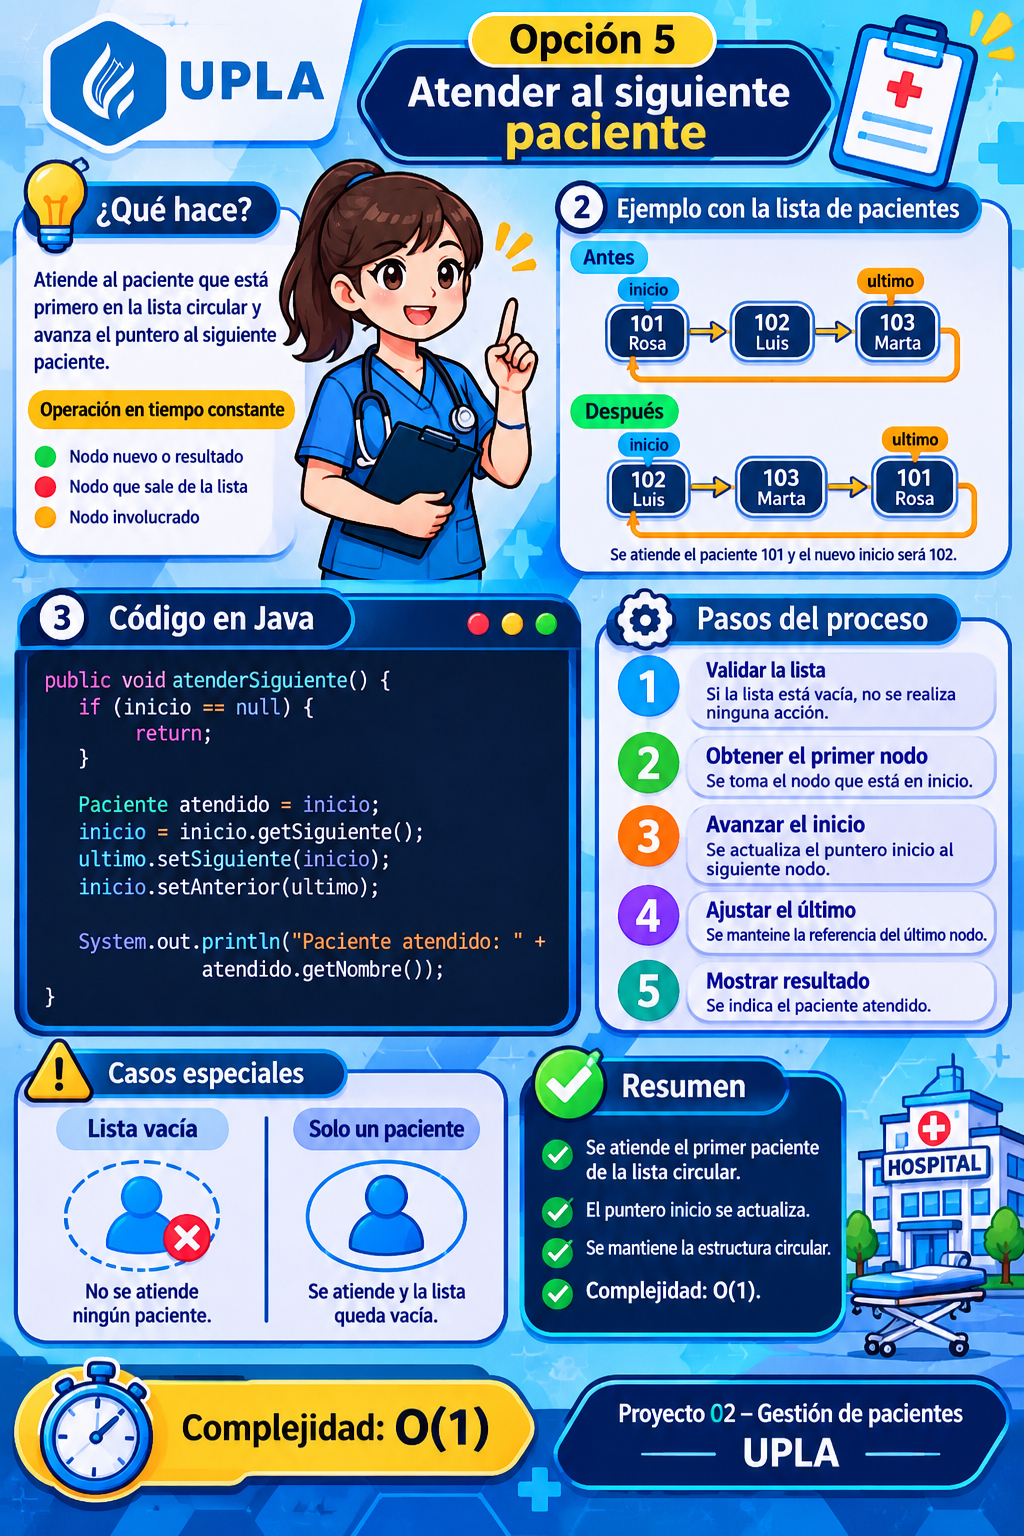 UPLA
Opción 5
Atender al siguiente
paciente
¿Qué hace?
Atiende al paciente que está
primero en la lista circular y
avanza el puntero al siguiente
paciente.
Operación en tiempo constante
Nodo nuevo o resultado
Nodo que sale de la lista
Nodo involucrado
2 Ejemplo con la lista de pacientes
Antes
inicio
ultimo
101
Rosa
102
Luis
103
Marta
Después
inicio
ultimo
102
Luis
103
Marta
101
Rosa
Se atiende el paciente 101 y el nuevo inicio será 102.
3 Código en Java
public void atenderSiguiente() {
if (inicio == null) {
return;
}
Paciente atendido = inicio;
inicio = inicio.getSiguiente();
ultimo.setSiguiente(inicio);
inicio.setAnterior(ultimo);
System.out.println("Paciente atendido: " +
atendido.getNombre());
}
Pasos del proceso
1 Validar la lista
Si la lista está vacía, no se realiza
ninguna acción.
2 Obtener el primer nodo
Se toma el nodo que está en inicio.
3 Avanzar el inicio
Se actualiza el puntero inicio al
siguiente nodo.
4 Ajustar el último
Se manteine la referencia del último nodo.
5 Mostrar resultado
Se indica el paciente atendido.
! Casos especiales
Lista vacía
No se atiende
ningún paciente.
Solo un paciente
Se atiende y la lista
queda vacía.
Resumen
Se atiende el primer paciente
de la lista circular.
El puntero inicio se actualiza.
Se mantiene la estructura circular.
Complejidad: O(1).
HOSPITAL
Complejidad: O(1)
Proyecto 02 – Gestión de pacientes
UPLA